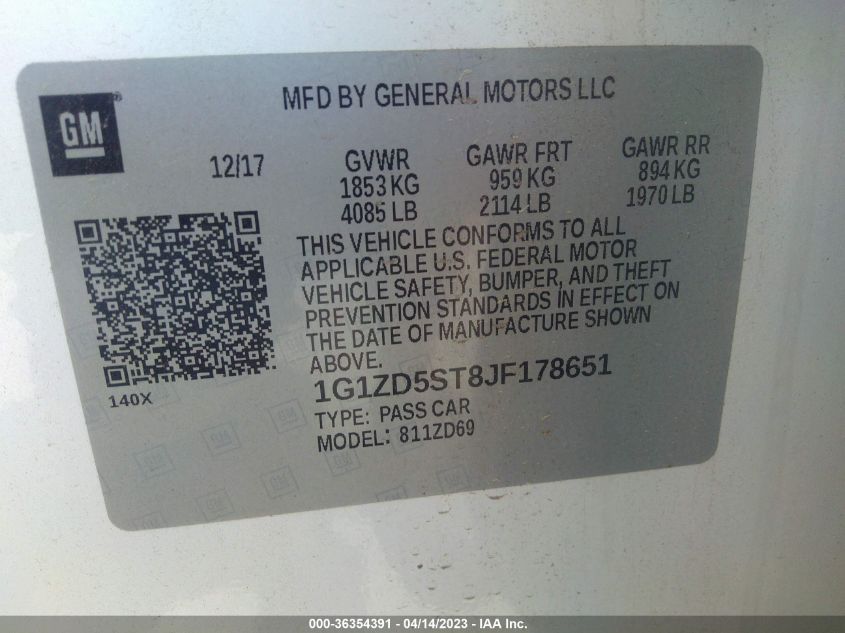 MFD BY GENERAL MOTORS LLC
GM®
12/17
GVWR GAWR FRT GAWR RR
1853 KG 959 KG 894 KG
4085 LB 2114 LB 1970 LB
THIS VEHICLE CONFORMS TO ALL
APPLICABLE U.S. FEDERAL MOTOR
VEHICLE SAFETY, BUMPER, AND THEFT
PREVENTION STANDARDS IN EFFECT ON
THE DATE OF MANUFACTURE SHOWN
ABOVE.
140X
1G1ZD5ST8JF178651
TYPE: PASS CAR
MODEL: 811ZD69
000-36354391 - 04/14/2023 - IAA Inc.